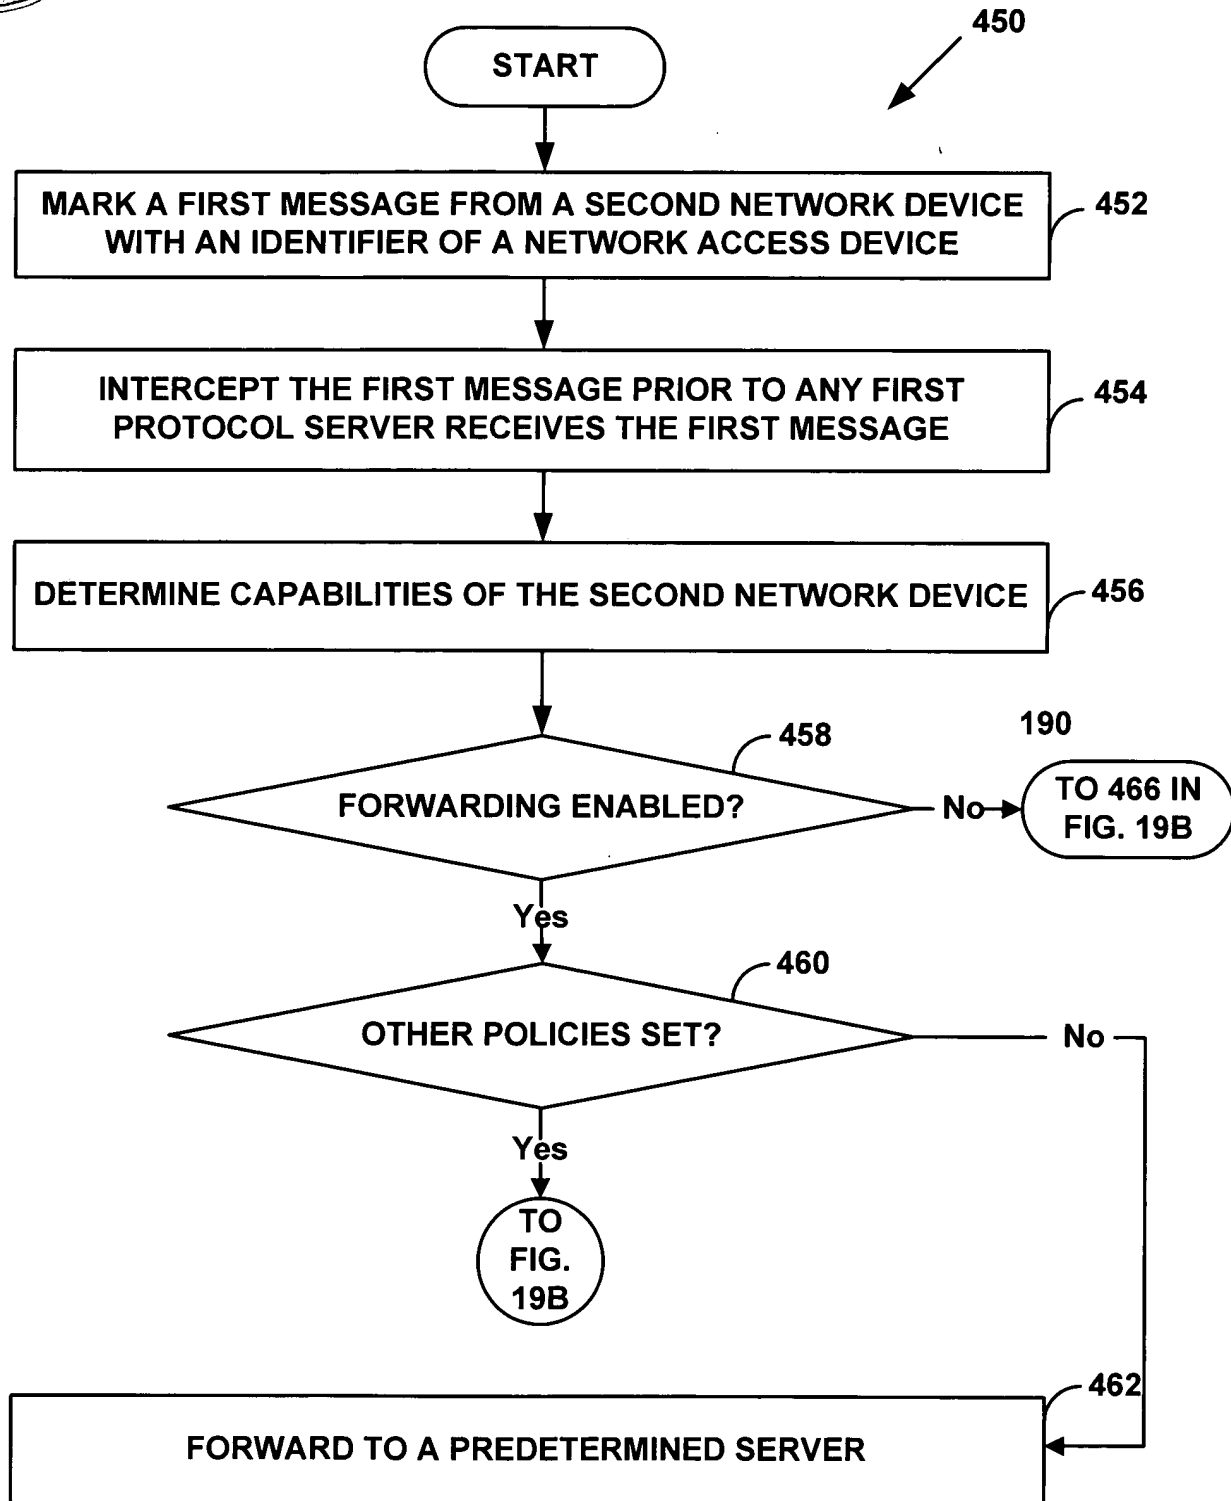 450
START
MARK A FIRST MESSAGE FROM A SECOND NETWORK DEVICE
WITH AN IDENTIFIER OF A NETWORK ACCESS DEVICE
452
INTERCEPT THE FIRST MESSAGE PRIOR TO ANY FIRST
PROTOCOL SERVER RECEIVES THE FIRST MESSAGE
454
DETERMINE CAPABILITIES OF THE SECOND NETWORK DEVICE
456
458
190
FORWARDING ENABLED?
No
TO 466 IN
FIG. 19B
Yes
460
OTHER POLICIES SET?
No
Yes
TO
FIG.
19B
462
FORWARD TO A PREDETERMINED SERVER